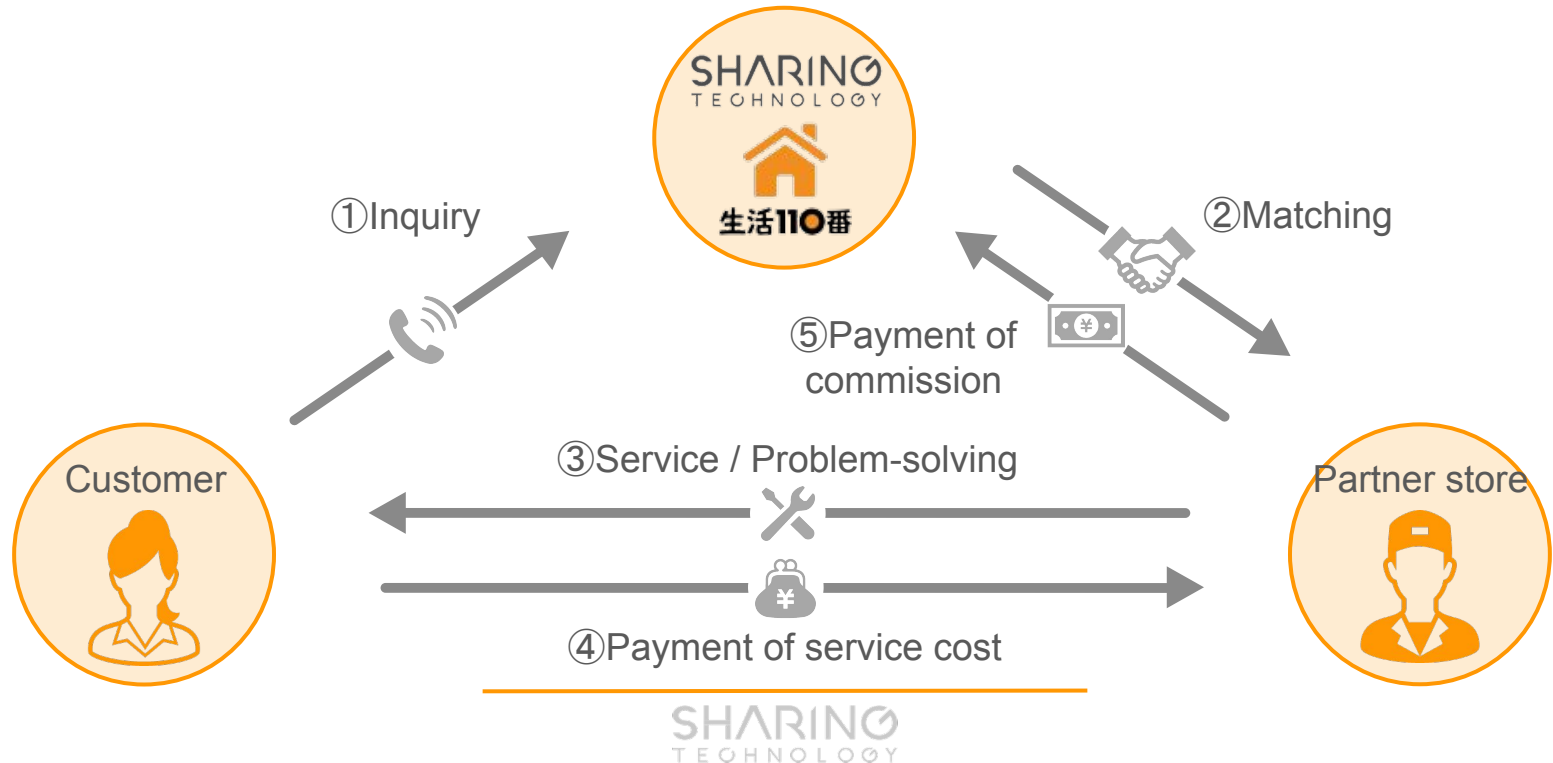 SHARING
TECHNOLOGY
生活110番
①Inquiry
②Matching
⑤Payment of
commission
③Service / Problem-solving
Customer
Partner store
¥
¥
④Payment of service cost
SHARING
TECHNOLOGY